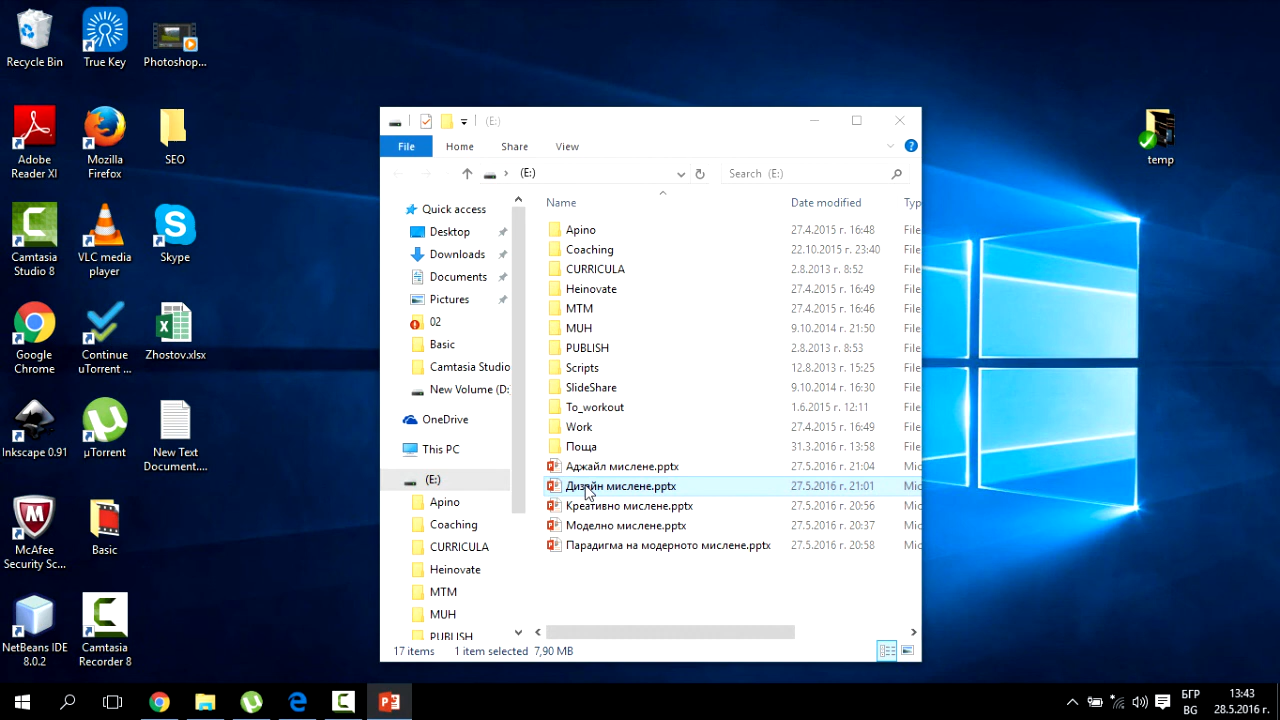 Recycle Bin
True Key
Photoshop...
Adobe
Reader XI
Mozilla
Firefox
SEO
Camtasia
Studio 8
VLC media
player
Skype
Google
Chrome
Continue
uTorrent ...
Zhostov.xlsx
Inkscape 0.91
µTorrent
New Text
Document....
McAfee
Security Sc...
Basic
NetBeans IDE
8.0.2
Camtasia
Recorder 8
temp
(E:)
File
Home
Share
View
(E:)
Search (E:)
Quick access
Desktop
Downloads
Documents
Pictures
02
Basic
Camtasia Studio
New Volume (D:
OneDrive
This PC
(E:)
Apino
Coaching
CURRICULA
Heinovate
MTM
MUH
PUBLISH
Name Date modified Typ
Apino 27.4.2015 г. 16:48 File
Coaching 22.10.2015 г. 23:40 File
CURRICULA 2.8.2013 г. 8:52 File
Heinovate 27.4.2015 г. 16:49 File
MTM 27.4.2015 г. 16:46 File
MUH 9.10.2014 г. 21:50 File
PUBLISH 2.8.2013 г. 8:53 File
Scripts 12.8.2013 г. 15:25 File
SlideShare 9.10.2014 г. 16:30 File
To_workout 1.6.2015 г. 12:11 File
Work 27.4.2015 г. 16:49 File
Поща 31.3.2016 г. 13:58 File
Аджайл мислене.pptx 27.5.2016 г. 21:04 Mic
Дизайн мислене.pptx 27.5.2016 г. 21:01 Mic
Креативно мислене.pptx 27.5.2016 г. 20:56 Mic
Моделно мислене.pptx 27.5.2016 г. 20:37 Mic
Парадигма на модерното мислене.pptx 27.5.2016 г. 20:58 Mic
17 items 1 item selected 7,90 MB
БГР
BG
13:43
28.5.2016 г.